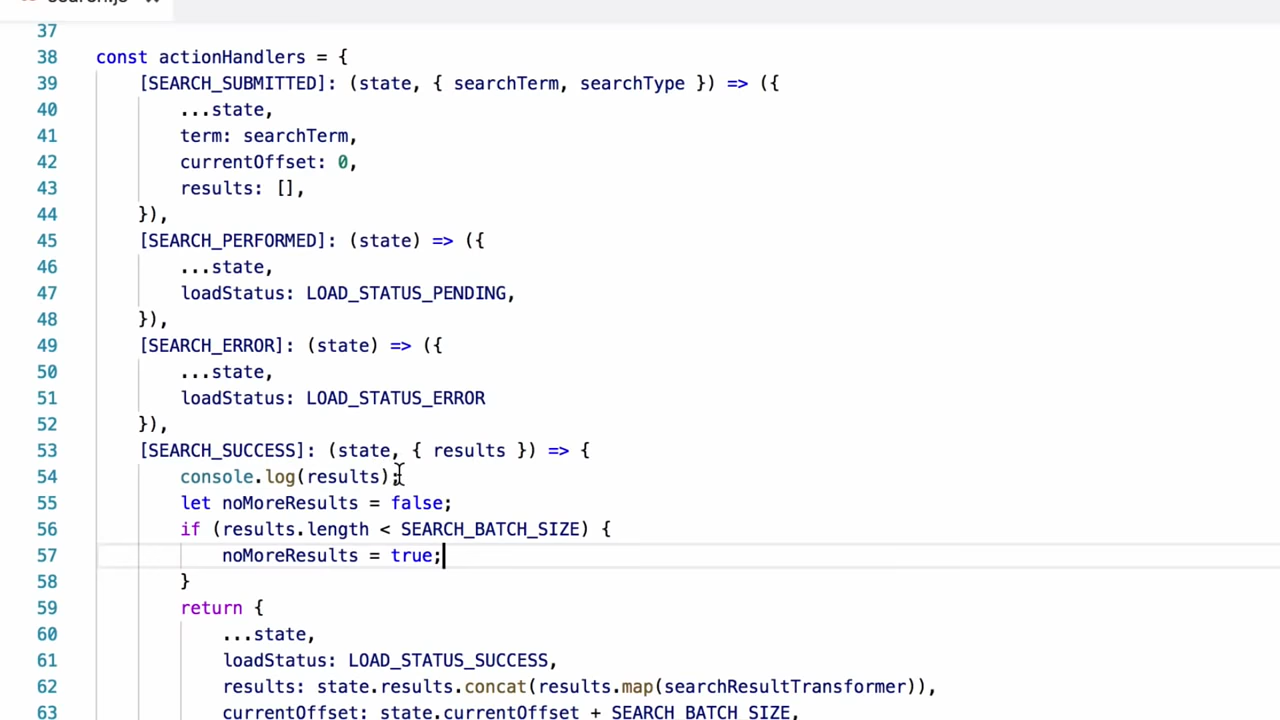 search.js
37
38 const actionHandlers = {
39 [SEARCH_SUBMITTED]: (state, { searchTerm, searchType }) => ({
40 ...state,
41 term: searchTerm,
42 currentOffset: 0,
43 results: [],
44 }),
45 [SEARCH_PERFORMED]: (state) => ({
46 ...state,
47 loadStatus: LOAD_STATUS_PENDING,
48 }),
49 [SEARCH_ERROR]: (state) => ({
50 ...state,
51 loadStatus: LOAD_STATUS_ERROR
52 }),
53 [SEARCH_SUCCESS]: (state, { results }) => {
54 console.log(results);
55 let noMoreResults = false;
56 if (results.length < SEARCH_BATCH_SIZE) {
57 noMoreResults = true;
58 }
59 return {
60 ...state,
61 loadStatus: LOAD_STATUS_SUCCESS,
62 results: state.results.concat(results.map(searchResultTransformer)),
63 currentOffset: state.currentOffset + SEARCH_BATCH_SIZE,